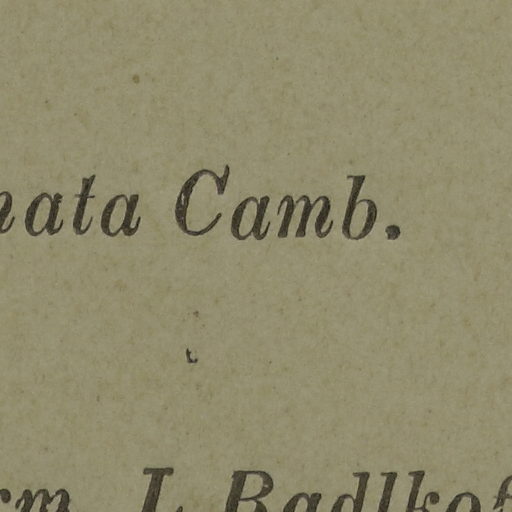 nata Camb.
rm. L. Radlkof